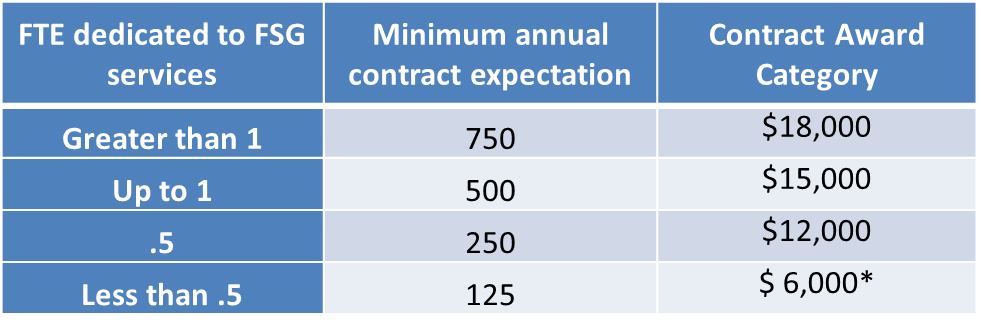 FTE dedicated to FSG services Minimum annual contract expectation Contract Award Category
Greater than 1 750 $18,000
Up to 1 500 $15,000
.5 250 $12,000
Less than .5 125 $ 6,000*